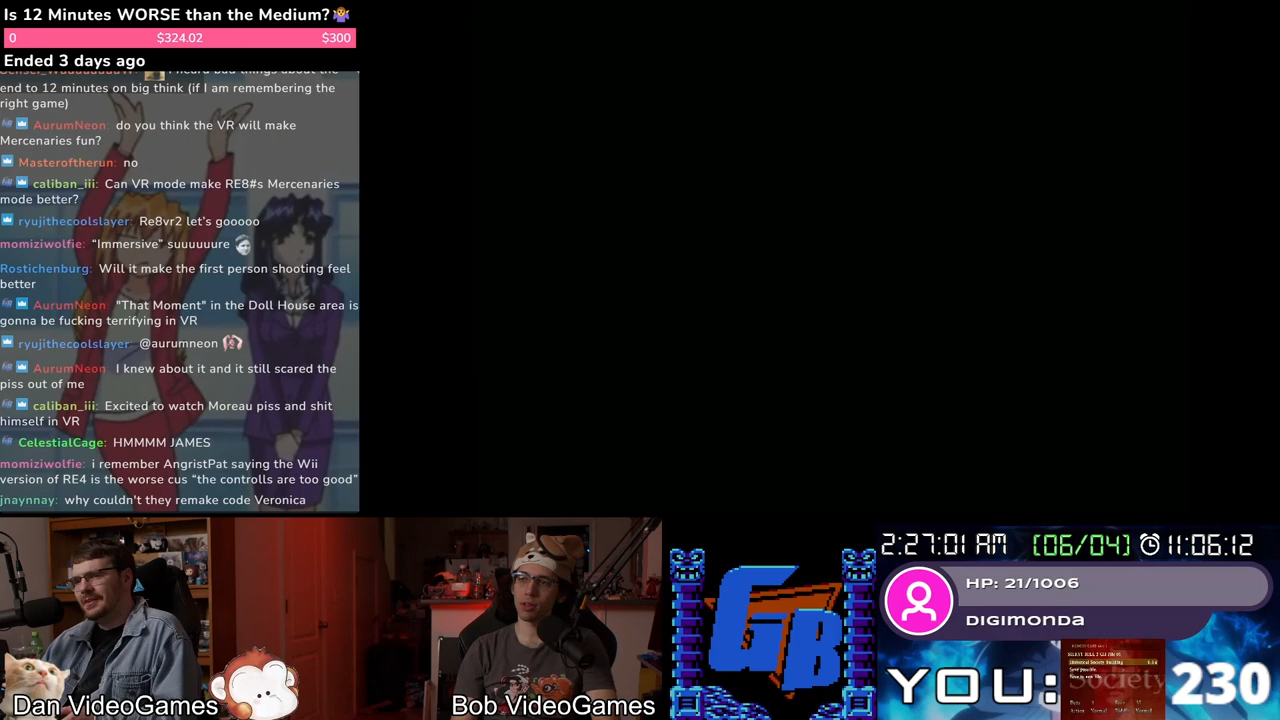 Is 12 Minutes WORSE than the Medium?🤷‍♀️
0 $324.02 $300
Ended 3 days ago
end to 12 minutes on big think (if I am remembering the
right game)
AurumNeon: do you think the VR will make
Mercenaries fun?
Masteroftherun: no
caliban_iii: Can VR mode make RE8#s Mercenaries
mode better?
ryujithecoolslayer: Re8vr2 let's gooooo
momiziwolfie: “Immersive” suuuuuure
Rostichenburg: Will it make the first person shooting feel
better
AurumNeon: "That Moment" in the Doll House area is
gonna be fucking terrifying in VR
ryujithecoolslayer: @aurumneon
AurumNeon: I knew about it and it still scared the
piss out of me
caliban_iii: Excited to watch Moreau piss and shit
himself in VR
CelestialCage: HMMMM JAMES
momiziwolfie: i remember AngristPat saying the Wii
version of RE4 is the worse cus “the controlls are too good”
jnaynnay: why couldn't they remake code Veronica
Dan VideoGames
Bob VideoGames
GB
2:27:01 AM [06/04] 11:06:12
HP: 21/1006
DIGIMONDA
YOU:
Society
230